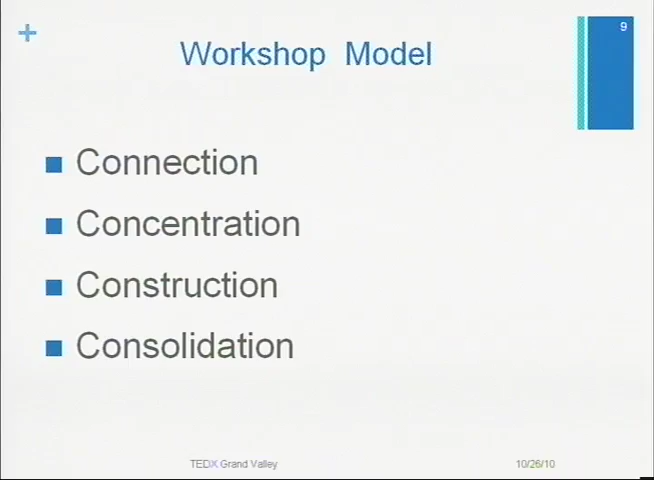 9
Workshop Model
Connection
Concentration
Construction
Consolidation
TEDX Grand Valley
10/26/10